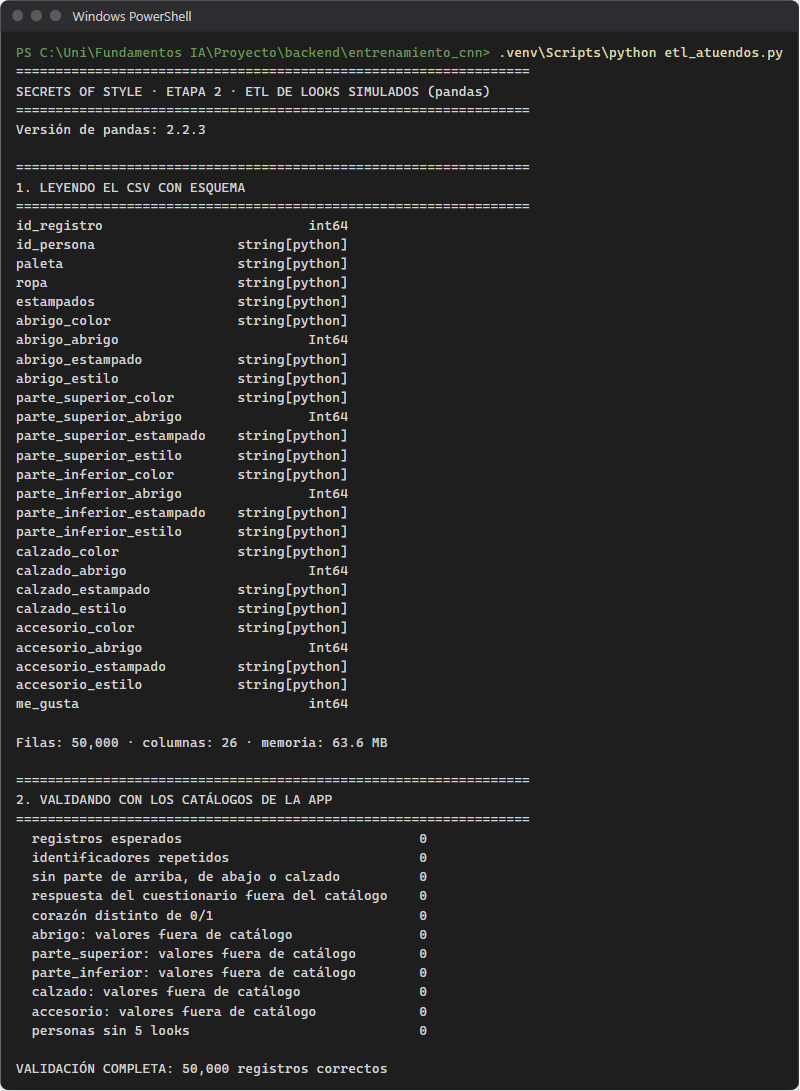 Windows PowerShell
PS C:\Uni\Fundamentos IA\Proyecto\backend\entrenamiento_cnn> .venv\Scripts\python etl_atuendos.py
=================================================================
SECRETS OF STYLE · ETAPA 2 · ETL DE LOOKS SIMULADOS (pandas)
=================================================================
Versión de pandas: 2.2.3
=================================================================
1. LEYENDO EL CSV CON ESQUEMA
=================================================================
id_registro                          int64
id_persona                  string[python]
paleta                      string[python]
ropa                        string[python]
estampados                  string[python]
abrigo_color                string[python]
abrigo_abrigo                        Int64
abrigo_estampado            string[python]
abrigo_estilo               string[python]
parte_superior_color        string[python]
parte_superior_abrigo                Int64
parte_superior_estampado    string[python]
parte_superior_estilo       string[python]
parte_inferior_color        string[python]
parte_inferior_abrigo                Int64
parte_inferior_estampado    string[python]
parte_inferior_estilo       string[python]
calzado_color               string[python]
calzado_abrigo                       Int64
calzado_estampado           string[python]
calzado_estilo              string[python]
accesorio_color             string[python]
accesorio_abrigo                     Int64
accesorio_estampado         string[python]
accesorio_estilo            string[python]
me_gusta                             int64
Filas: 50,000 · columnas: 26 · memoria: 63.6 MB
=================================================================
2. VALIDANDO CON LOS CATÁLOGOS DE LA APP
=================================================================
registros esperados                              0
identificadores repetidos                        0
sin parte de arriba, de abajo o calzado          0
respuesta del cuestionario fuera del catálogo    0
corazón distinto de 0/1                          0
abrigo: valores fuera de catálogo                0
parte_superior: valores fuera de catálogo        0
parte_inferior: valores fuera de catálogo        0
calzado: valores fuera de catálogo               0
accesorio: valores fuera de catálogo             0
personas sin 5 looks                             0
VALIDACIÓN COMPLETA: 50,000 registros correctos